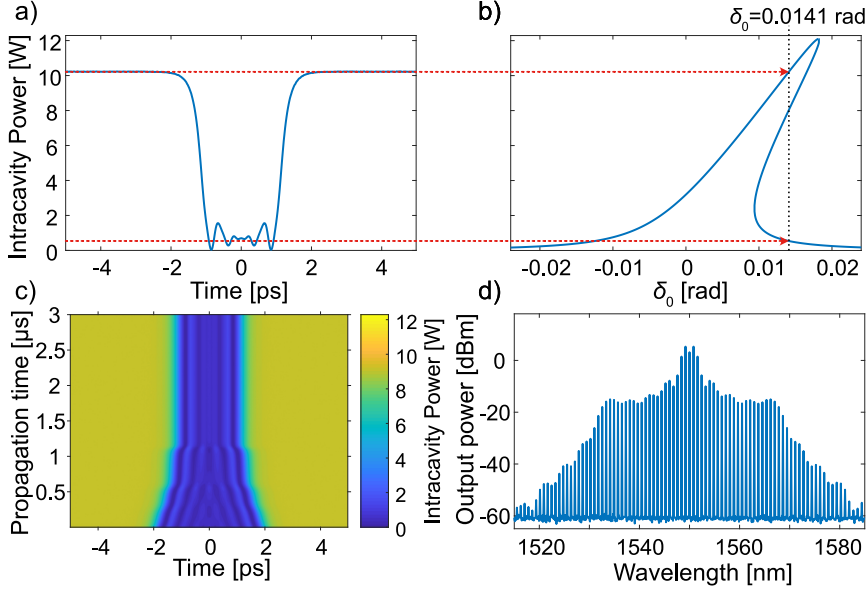 a)
b)
δ₀=0.0141 rad
Intracavity Power [W]
12
10
8
6
4
2
0
-4 -2 0 2 4
Time [ps]
-0.02 -0.01 0 0.01 0.02
δ₀ [rad]
c)
Propagation time [µs]
3
2.5
2
1.5
1
0.5
-4 -2 0 2 4
Time [ps]
12
10
8
6
4
2
0
Intracavity Power [W]
d)
Output power [dBm]
0
-20
-40
-60
1520 1540 1560 1580
Wavelength [nm]